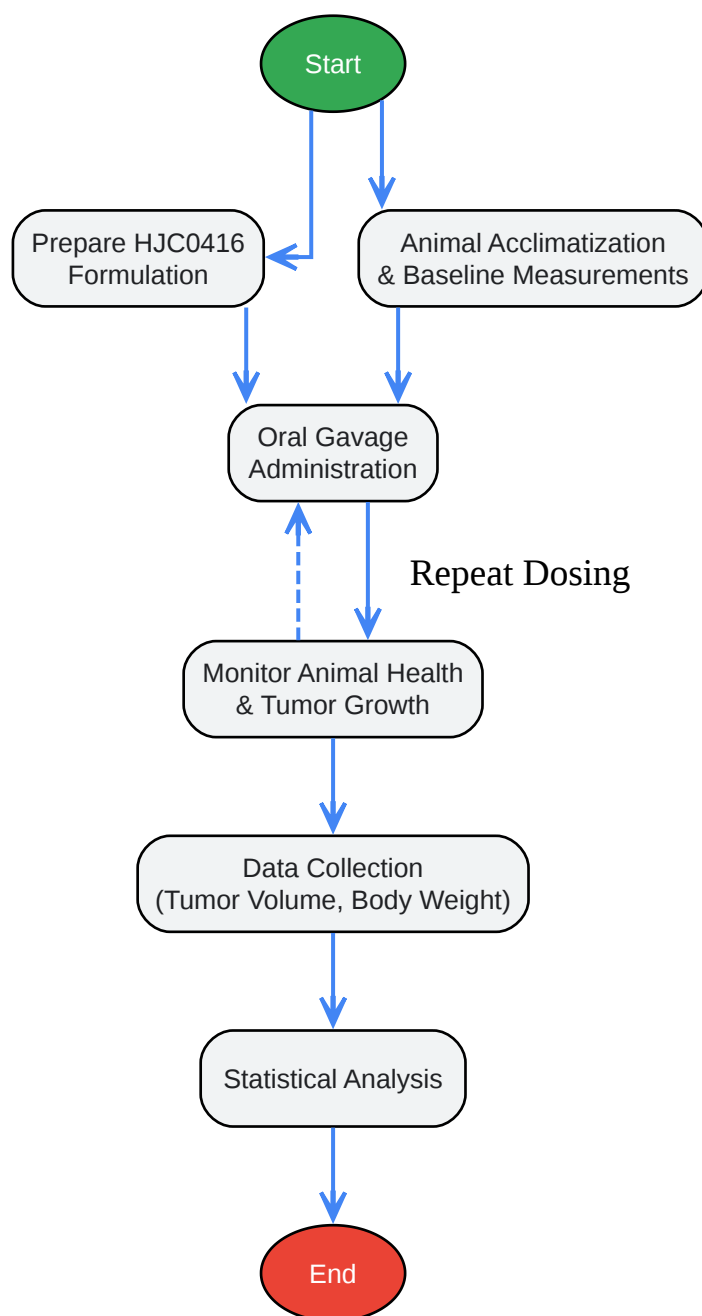 Start
Prepare HJC0416
Formulation
Animal Acclimatization
& Baseline Measurements
Oral Gavage
Administration
Repeat Dosing
Monitor Animal Health
& Tumor Growth
Data Collection
(Tumor Volume, Body Weight)
Statistical Analysis
End